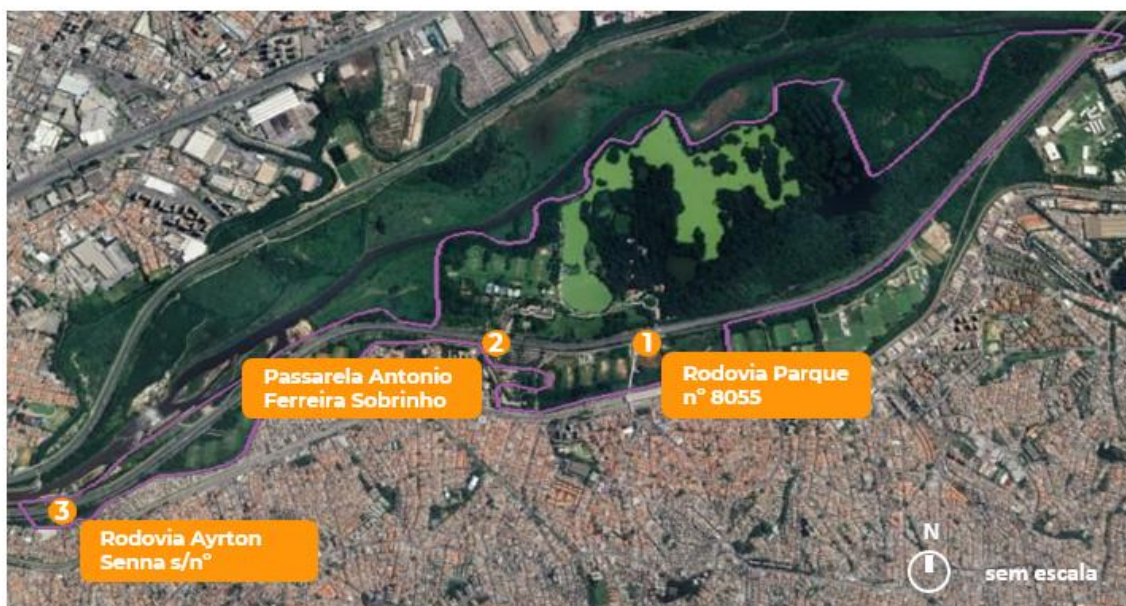 2
1
Passarela Antonio
Ferreira Sobrinho
Rodovia Parque
nº 8055
3
Rodovia Ayrton
Senna s/nº
N
sem escala